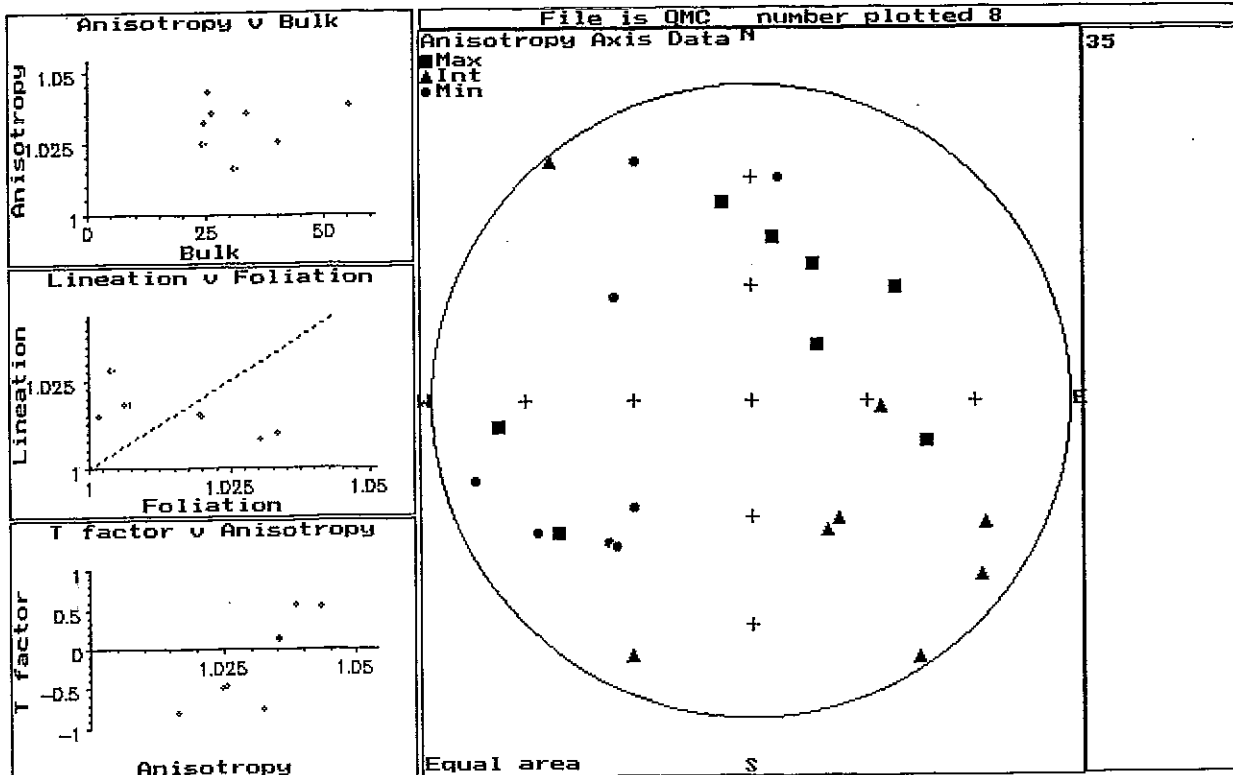 Anisotropy v Bulk
Anisotropy
1.05
1.025
1
0 25 50
Bulk
Lineation v Foliation
Lineation
1.025
1
1 1.025 1.05
Foliation
T factor v Anisotropy
T factor
1
0.5
0
-0.5
-1
1.025 1.05
Anisotropy
File is QMC number plotted 8
Anisotropy Axis Data N
Max
Int
Min
W
E
S
Equal area
35